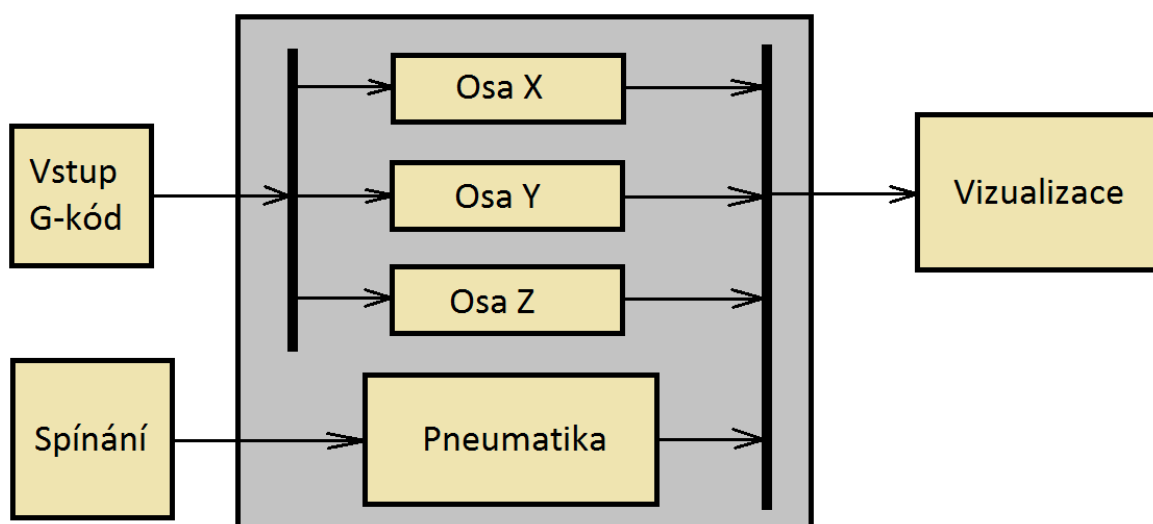 Osa X
Vstup
G-kód
Osa Y
Vizualizace
Osa Z
Spínání
Pneumatika